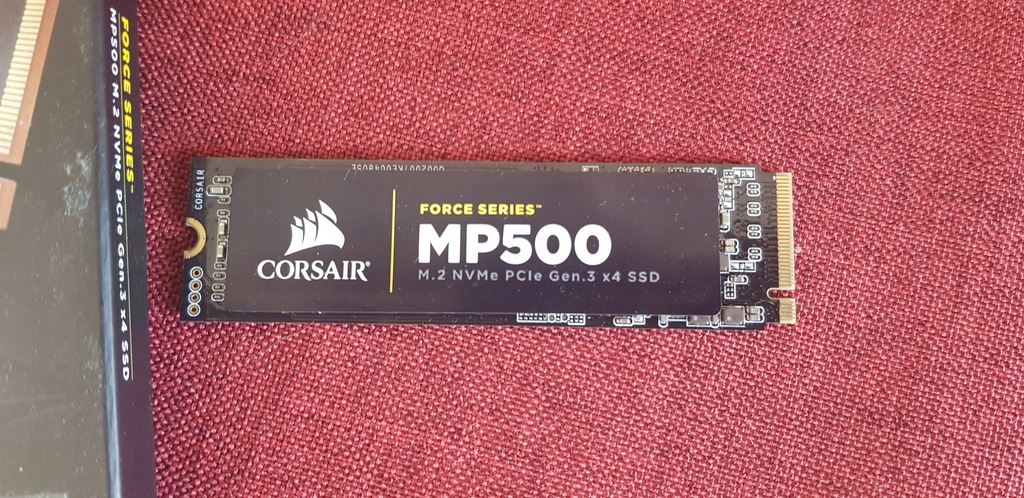 FORCE SERIES™
MP500 M.2 NVMe PCIe Gen.3 x4 SSD
CORSAIR
CORSAIR®
FORCE SERIES™
MP500
M.2 NVMe PCIe Gen.3 x4 SSD